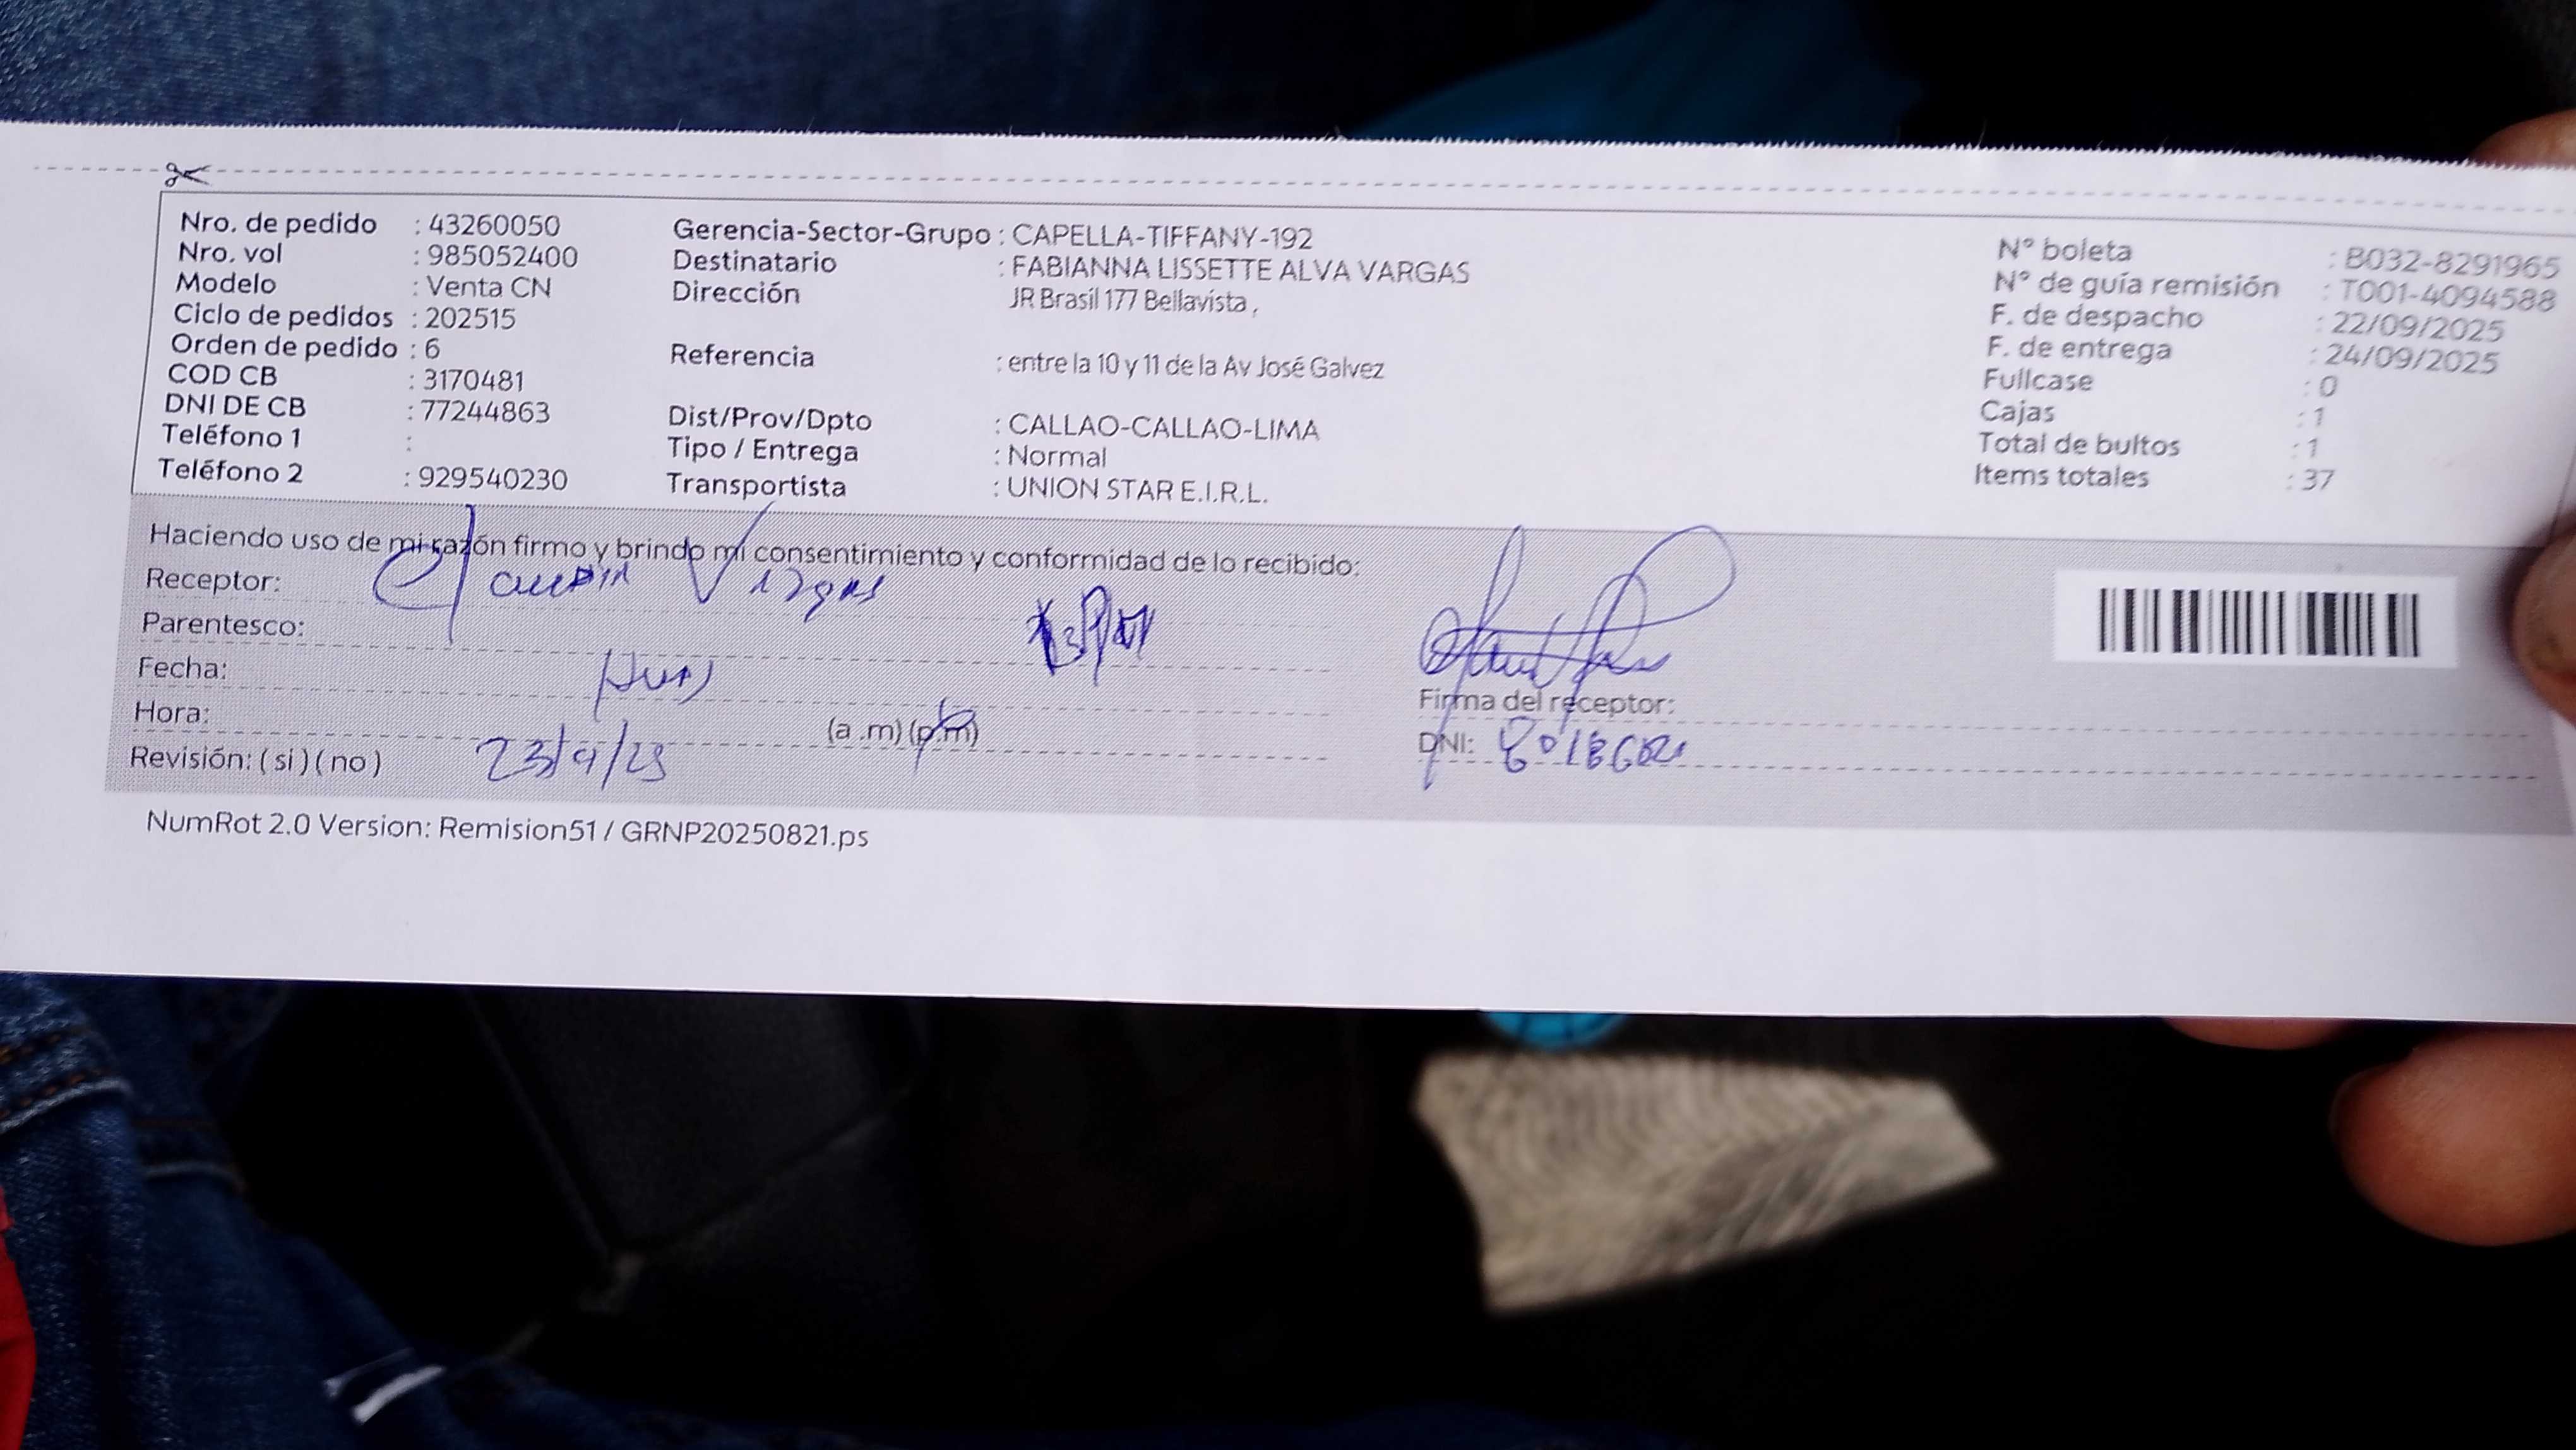 Nro. de pedido : 43260050
Nro. vol : 985052400
Modelo : Venta CN
Ciclo de pedidos : 202515
Orden de pedido : 6
COD CB : 3170481
DNI DE CB : 77244863
Teléfono 1 :
Teléfono 2 : 929540230
Gerencia-Sector-Grupo : CAPELLA-TIFFANY-192
Destinatario : FABIANNA LISSETTE ALVA VARGAS
Dirección JR Brasil 177 Bellavista ,
Referencia : entre la 10 y 11 de la Av José Galvez
Dist/Prov/Dpto : CALLAO-CALLAO-LIMA
Tipo / Entrega : Normal
Transportista : UNION STAR E.I.R.L.
N° boleta : B032-8291965
N° de guía remisión : T001-4094588
F. de despacho : 22/09/2025
F. de entrega : 24/09/2025
Fullcase : 0
Cajas : 1
Total de bultos : 1
Items totales : 37
Haciendo uso de mi razón firmo y brindo mi consentimiento y conformidad de lo recibido:
Receptor:
Parentesco:
Fecha:
Hora: (a .m) (p.m)
Revisión: ( si ) ( no ) 23/9/25
Firma del receptor:
DNI:
NumRot 2.0 Version: Remision51 / GRNP20250821.ps